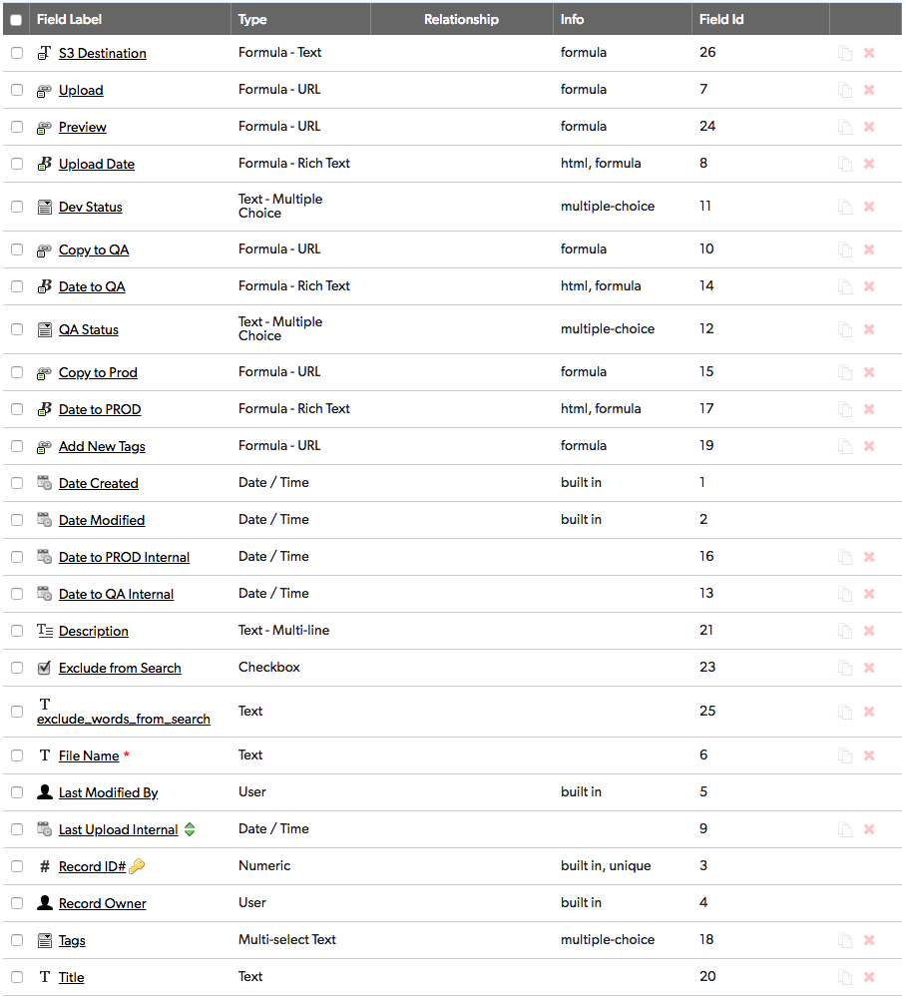 Field Label Type Relationship Info Field Id
S3 Destination Formula - Text formula 26
Upload Formula - URL formula 7
Preview Formula - URL formula 24
Upload Date Formula - Rich Text html, formula 8
Dev Status Text - Multiple Choice multiple-choice 11
Copy to QA Formula - URL formula 10
Date to QA Formula - Rich Text html, formula 14
QA Status Text - Multiple Choice multiple-choice 12
Copy to Prod Formula - URL formula 15
Date to PROD Formula - Rich Text html, formula 17
Add New Tags Formula - URL formula 19
Date Created Date / Time built in 1
Date Modified Date / Time built in 2
Date to PROD Internal Date / Time 16
Date to QA Internal Date / Time 13
Description Text - Multi-line 21
Exclude from Search Checkbox 23
exclude_words_from_search Text 25
File Name * Text 6
Last Modified By User built in 5
Last Upload Internal Date / Time 9
Record ID# Numeric built in, unique 3
Record Owner User built in 4
Tags Multi-select Text multiple-choice 18
Title Text 20